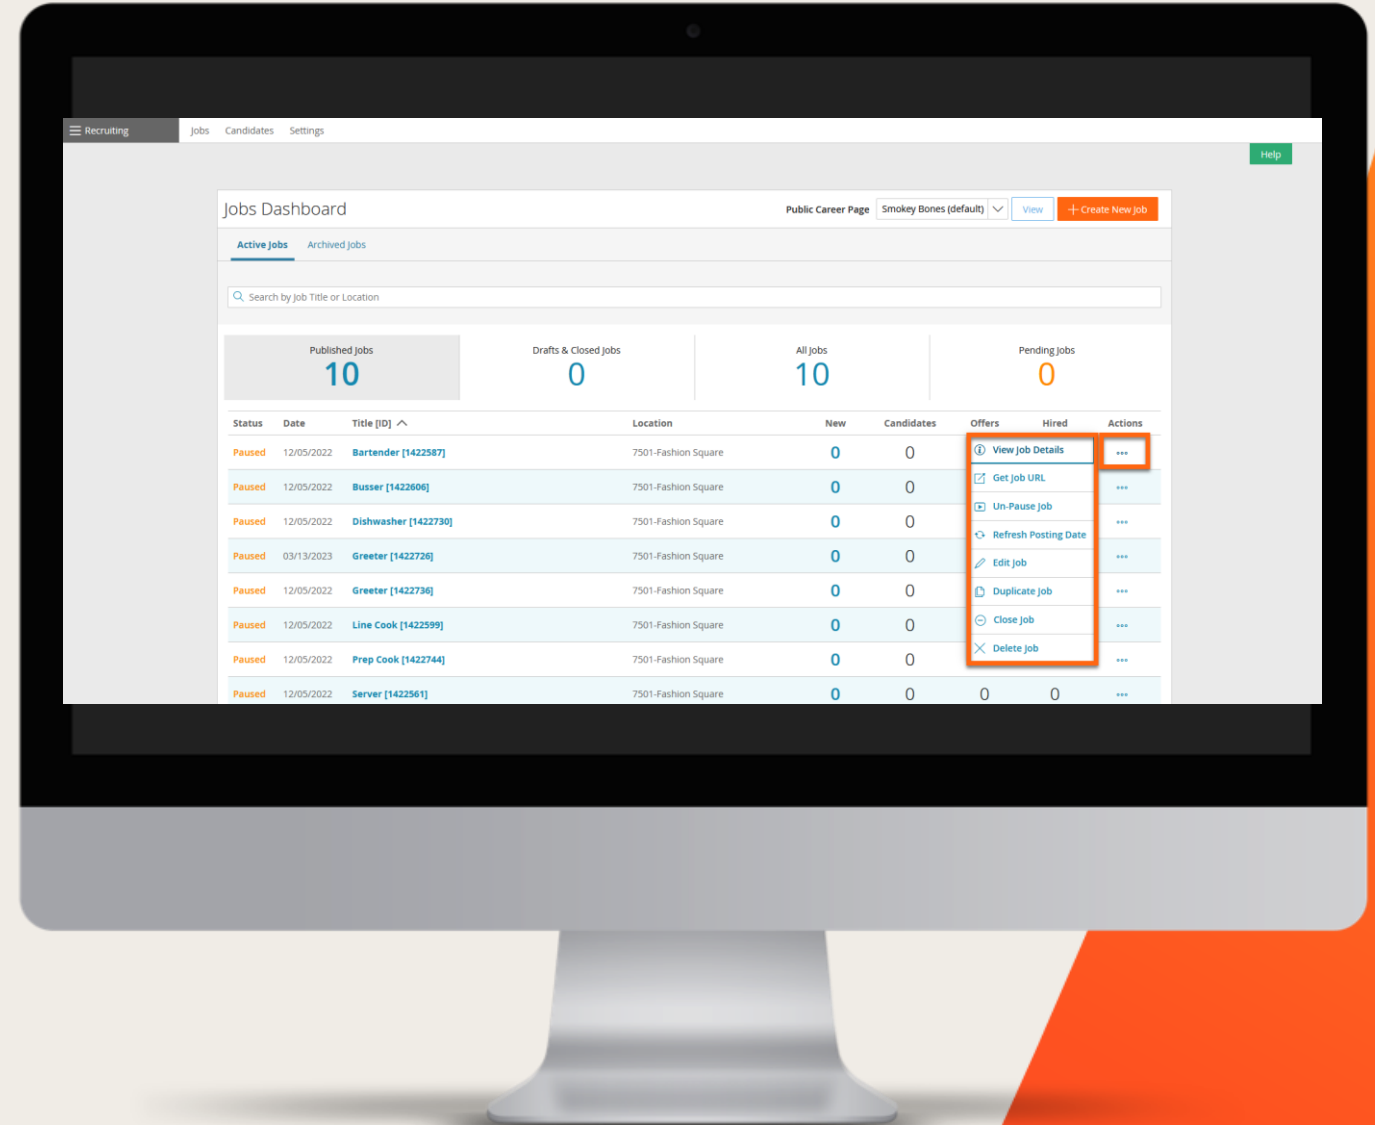 Recruiting Jobs Candidates Settings
Help
Jobs Dashboard Public Career Page Smokey Bones (default) View + Create New Job
Active Jobs Archived Jobs
Search by Job Title or Location
Published Jobs Drafts & Closed Jobs All Jobs Pending Jobs
10 0 10 0
Status Date Title [ID] Location New Candidates Offers Hired Actions
Paused 12/05/2022 Bartender [1422587] 7501-Fashion Square 0 0
Paused 12/05/2022 Busser [1422606] 7501-Fashion Square 0 0
Paused 12/05/2022 Dishwasher [1422730] 7501-Fashion Square 0 0
Paused 03/13/2023 Greeter [1422726] 7501-Fashion Square 0 0
Paused 12/05/2022 Greeter [1422736] 7501-Fashion Square 0 0
Paused 12/05/2022 Line Cook [1422599] 7501-Fashion Square 0 0
Paused 12/05/2022 Prep Cook [1422744] 7501-Fashion Square 0 0
Paused 12/05/2022 Server [1422561] 7501-Fashion Square 0 0 0 0
View Job Details
Get Job URL
Un-Pause Job
Refresh Posting Date
Edit Job
Duplicate Job
Close Job
Delete Job